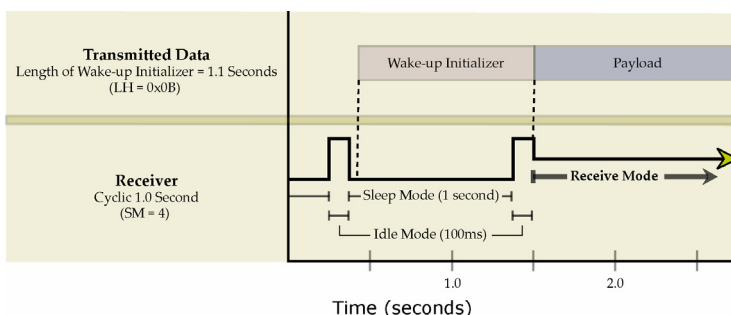 Transmitted Data
Length of Wake-up Initializer = 1.1 Seconds
(LH = 0x0B)
Wake-up Initializer
Payload
Receiver
Cyclic 1.0 Second
(SM = 4)
Sleep Mode (1 second)
Receive Mode
Idle Mode (100ms)
1.0
2.0
Time (seconds)